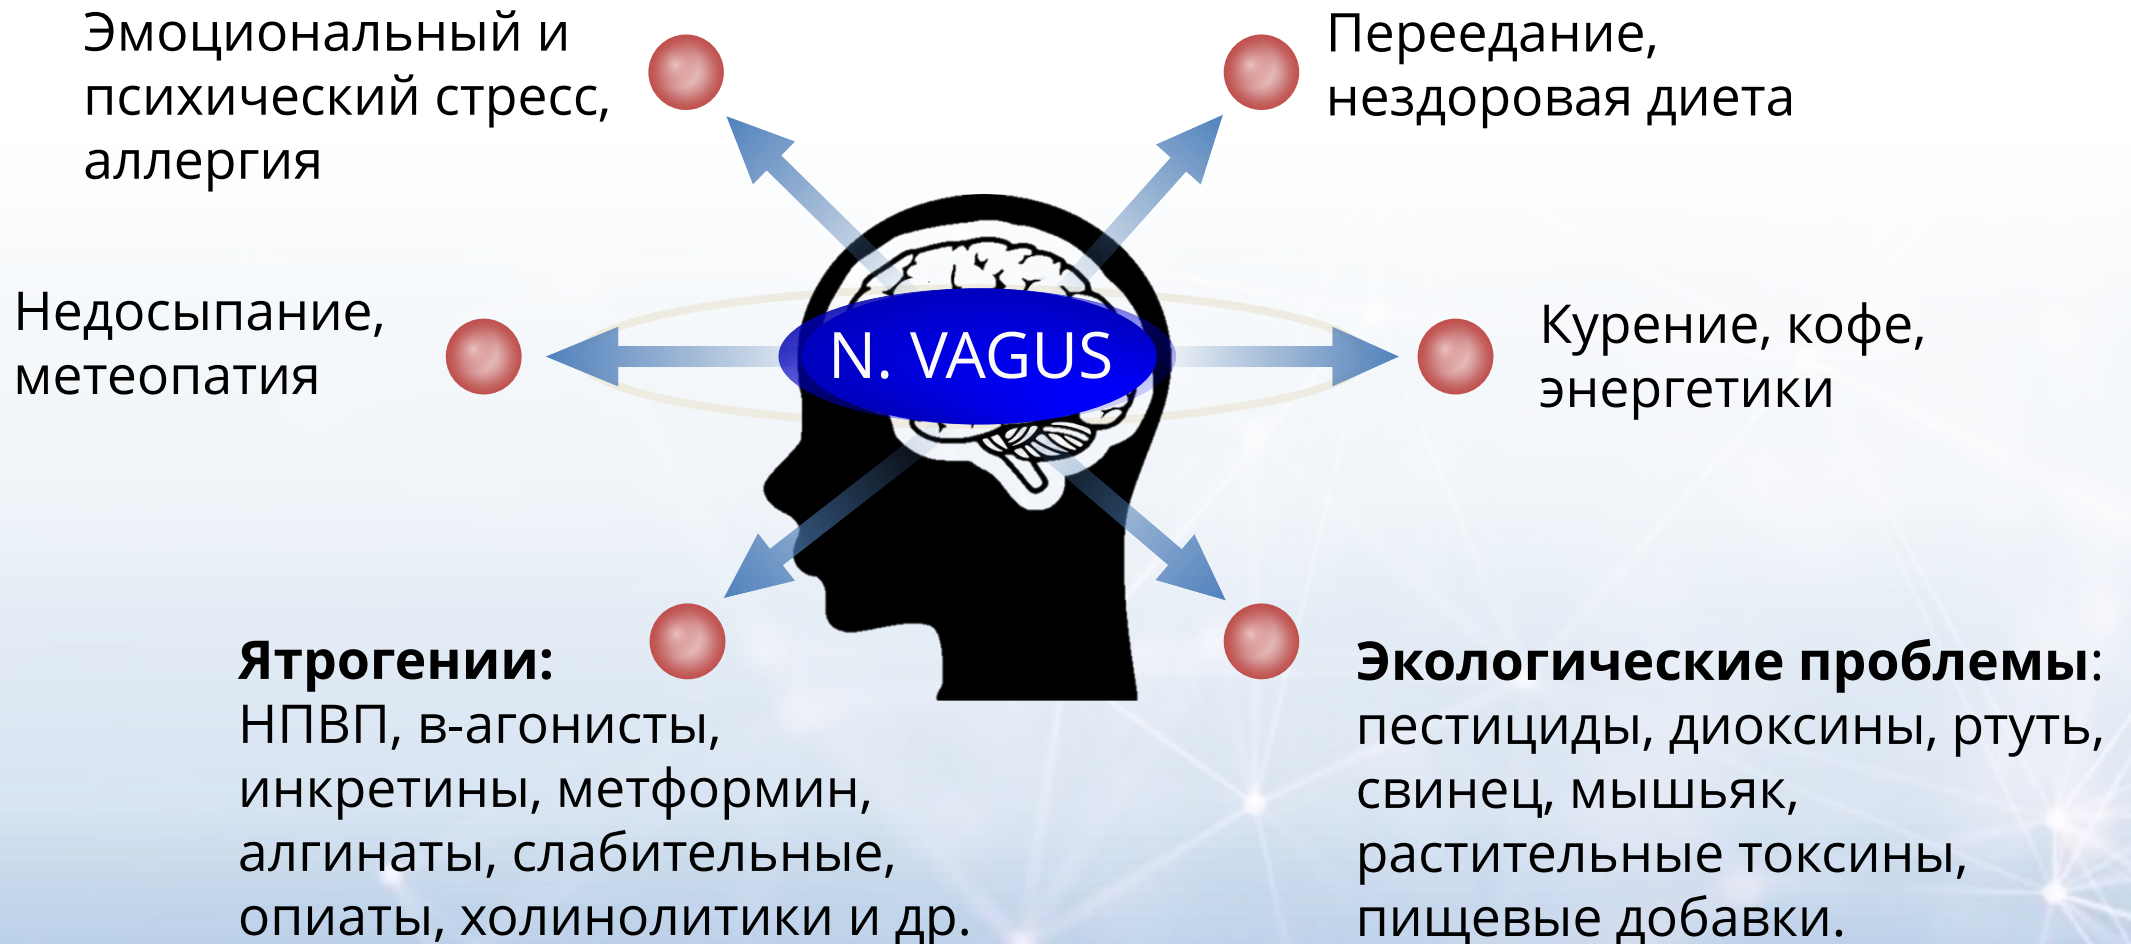 Эмоциональный и
психический стресс,
аллергия
Переедание,
нездоровая диета
Недосыпание,
метеопатия
N. VAGUS
Курение, кофе,
энергетики
Ятрогении:
НПВП, в-агонисты,
инкретины, метформин,
алгинаты, слабительные,
опиаты, холинолитики и др.
Экологические проблемы:
пестициды, диоксины, ртуть,
свинец, мышьяк,
растительные токсины,
пищевые добавки.